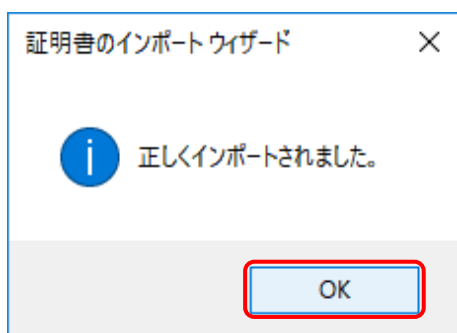 証明書のインポート ウィザード
正しくインポートされました。
OK